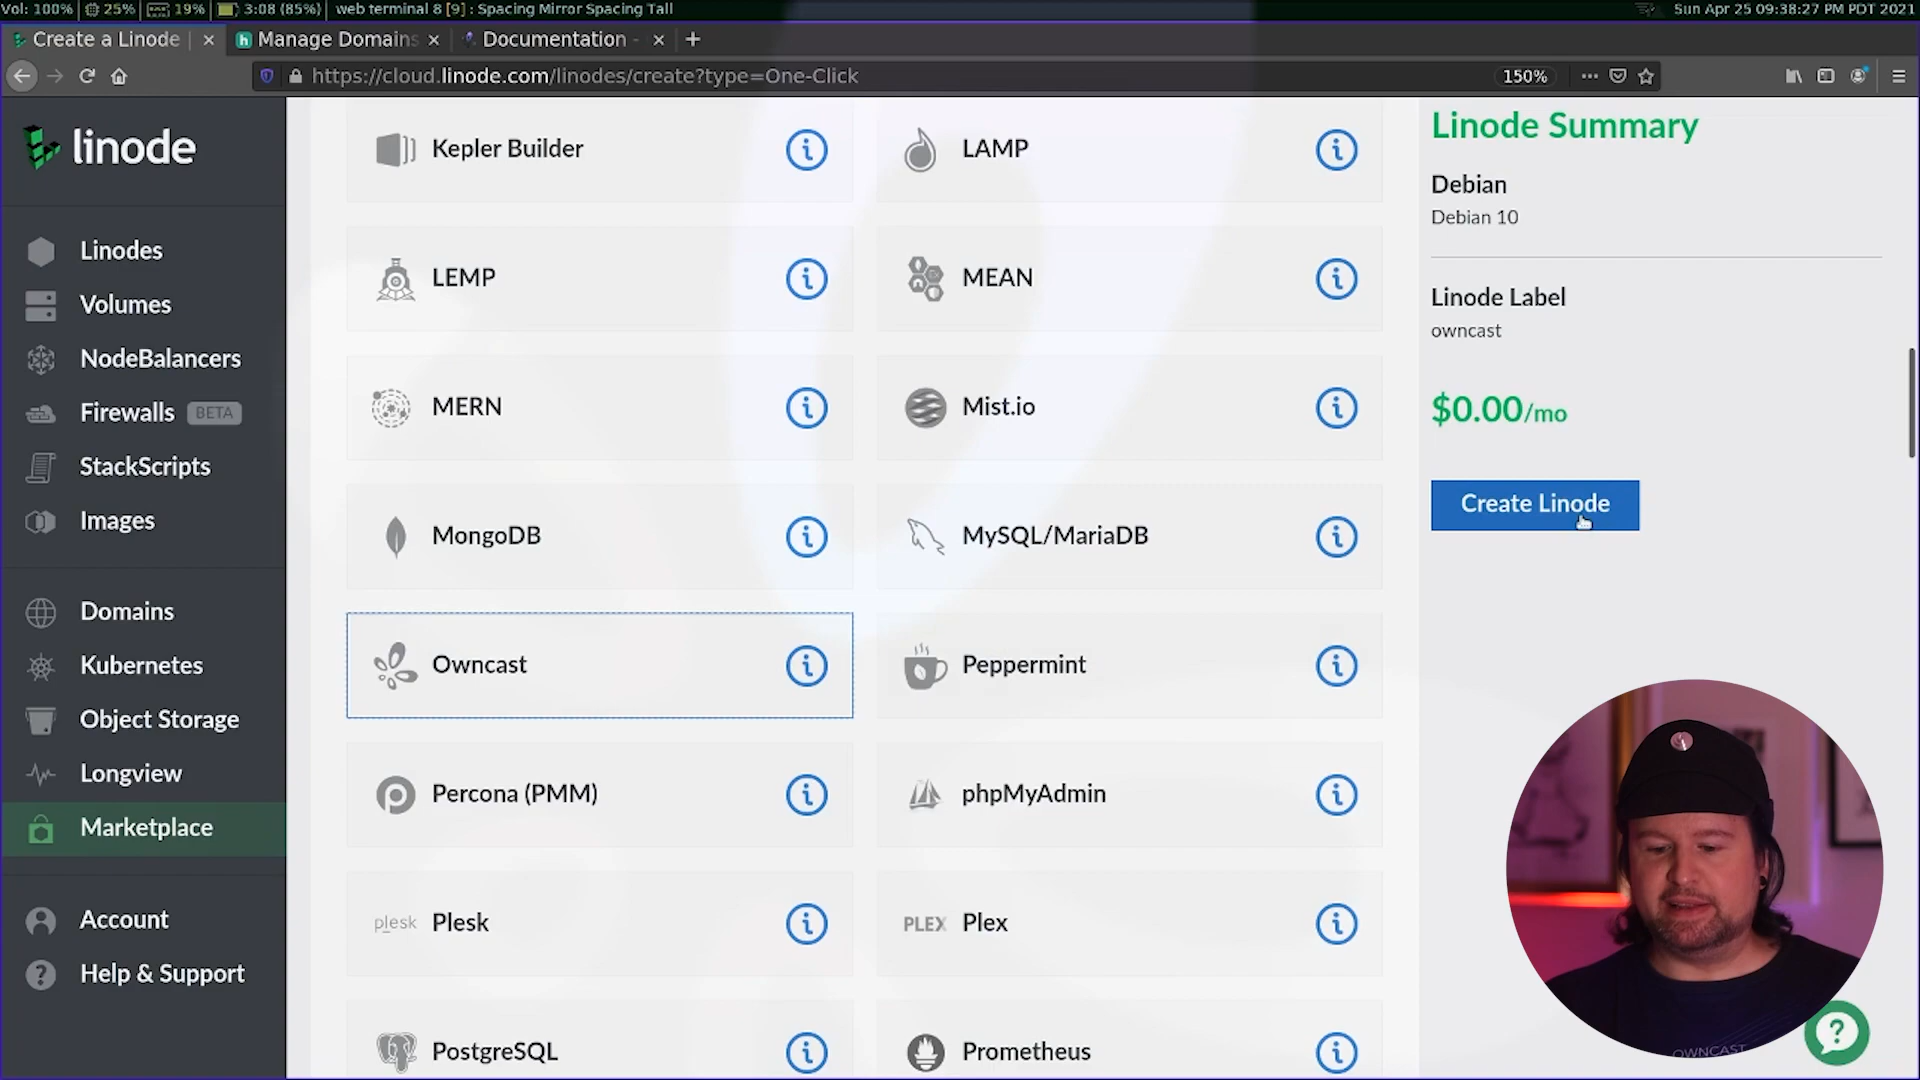 Vol: 100% 25% 19% 3:08 (85%) web terminal 8 [9] : Spacing Mirror Spacing Tall Sun Apr 25 09:38:27 PM PDT 2021
Create a Linode Manage Domains Documentation -
https://cloud.linode.com/linodes/create?type=One-Click 150%
linode
Linodes
Volumes
NodeBalancers
Firewalls BETA
StackScripts
Images
Domains
Kubernetes
Object Storage
Longview
Marketplace
Account
Help & Support
Kepler Builder
LAMP
LEMP
MEAN
MERN
Mist.io
MongoDB
MySQL/MariaDB
Owncast
Peppermint
Percona (PMM)
phpMyAdmin
plesk Plesk
PLEX Plex
PostgreSQL
Prometheus
Linode Summary
Debian
Debian 10
Linode Label
owncast
$0.00/mo
Create Linode
OWNCAST